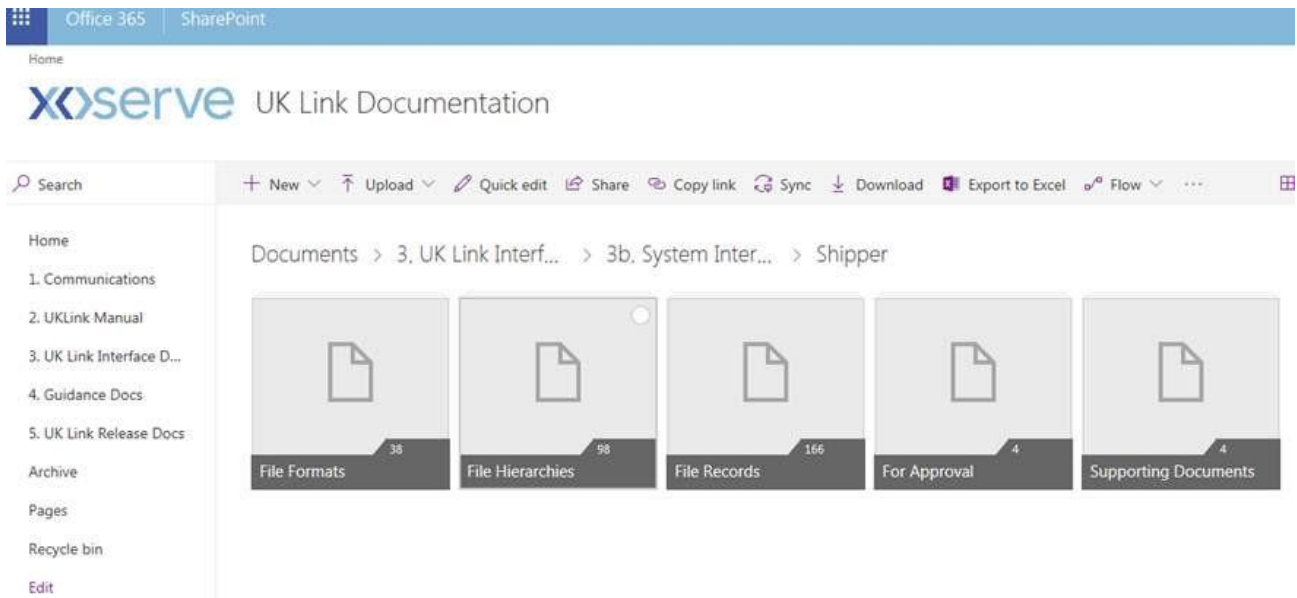 Office 365 SharePoint
Home
xoserve UK Link Documentation
Search
New Upload Quick edit Share Copy link Sync Download Export to Excel Flow ...
Home
1. Communications
2. UKLink Manual
3. UK Link Interface D...
4. Guidance Docs
5. UK Link Release Docs
Archive
Pages
Recycle bin
Edit
Documents > 3. UK Link Interf... > 3b. System Inter... > Shipper
38 98 166 4 4
File Formats File Hierarchies File Records For Approval Supporting Documents